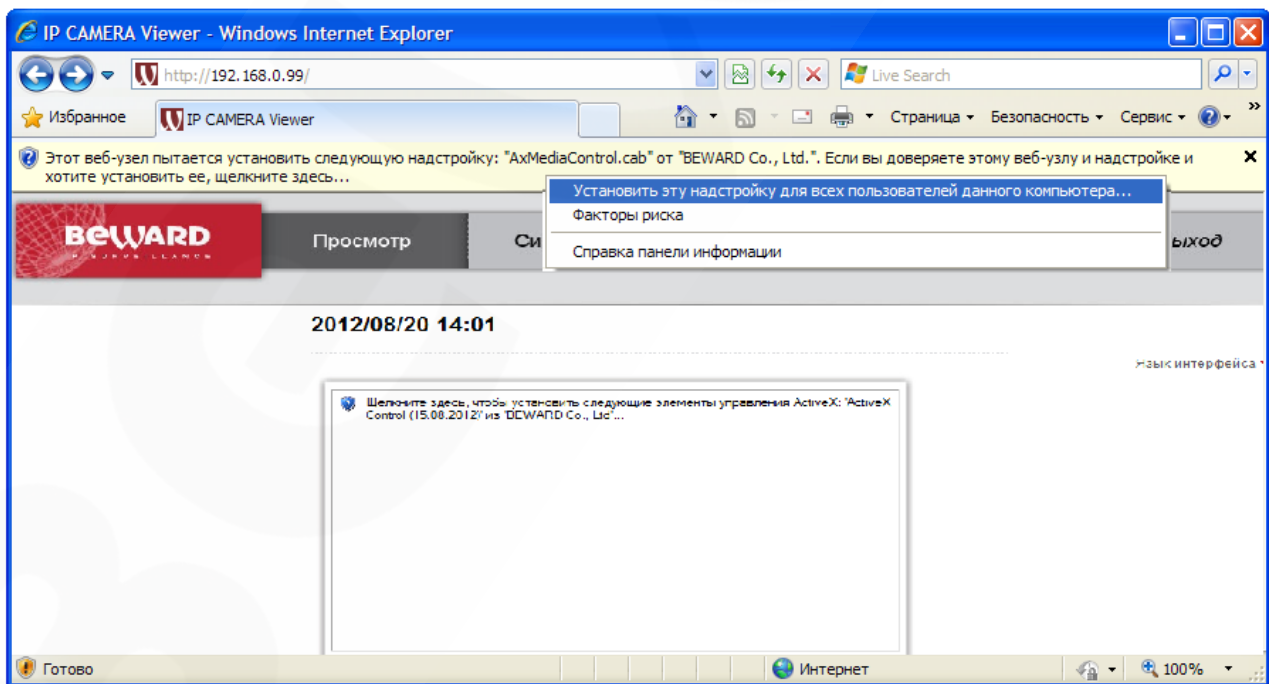 IP CAMERA Viewer - Windows Internet Explorer
http://192.168.0.99/
Live Search
Избранное
IP CAMERA Viewer
Страница
Безопасность
Сервис
»
Этот веб-узел пытается установить следующую надстройку: "AxMediaControl.cab" от "BEWARD Co., Ltd.". Если вы доверяете этому веб-узлу и надстройке и
хотите установить ее, щелкните здесь...
Установить эту надстройку для всех пользователей данного компьютера...
Факторы риска
Справка панели информации
BEWARD
Просмотр
Си
ыход
2012/08/20 14:01
Язык интерфейса
Щелкните здесь, чтобы установить следующие элементы управления ActiveX: 'ActiveX
Control (15.08.2012)' из 'BEWARD Co., Ltd'...
Готово
Интернет
100%